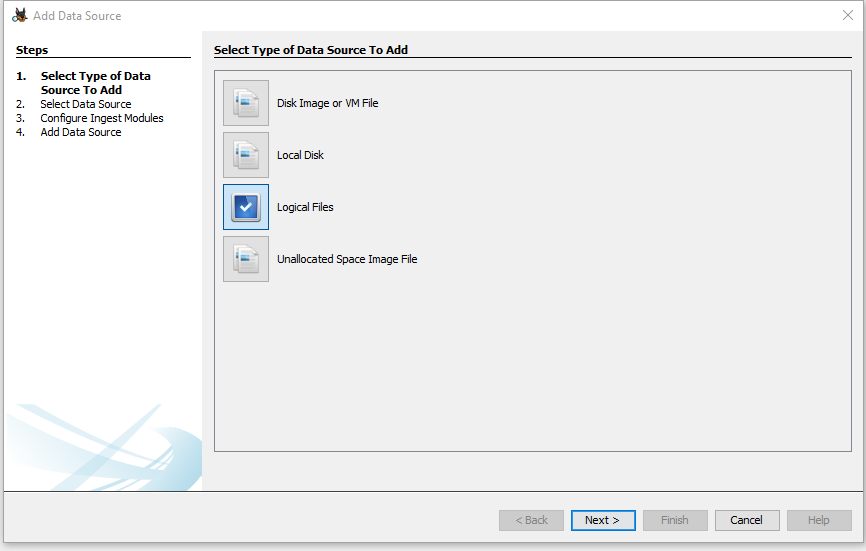 Add Data Source
Steps
1. Select Type of Data
Source To Add
2. Select Data Source
3. Configure Ingest Modules
4. Add Data Source
Select Type of Data Source To Add
Disk Image or VM File
Local Disk
Logical Files
Unallocated Space Image File
< Back
Next >
Finish
Cancel
Help